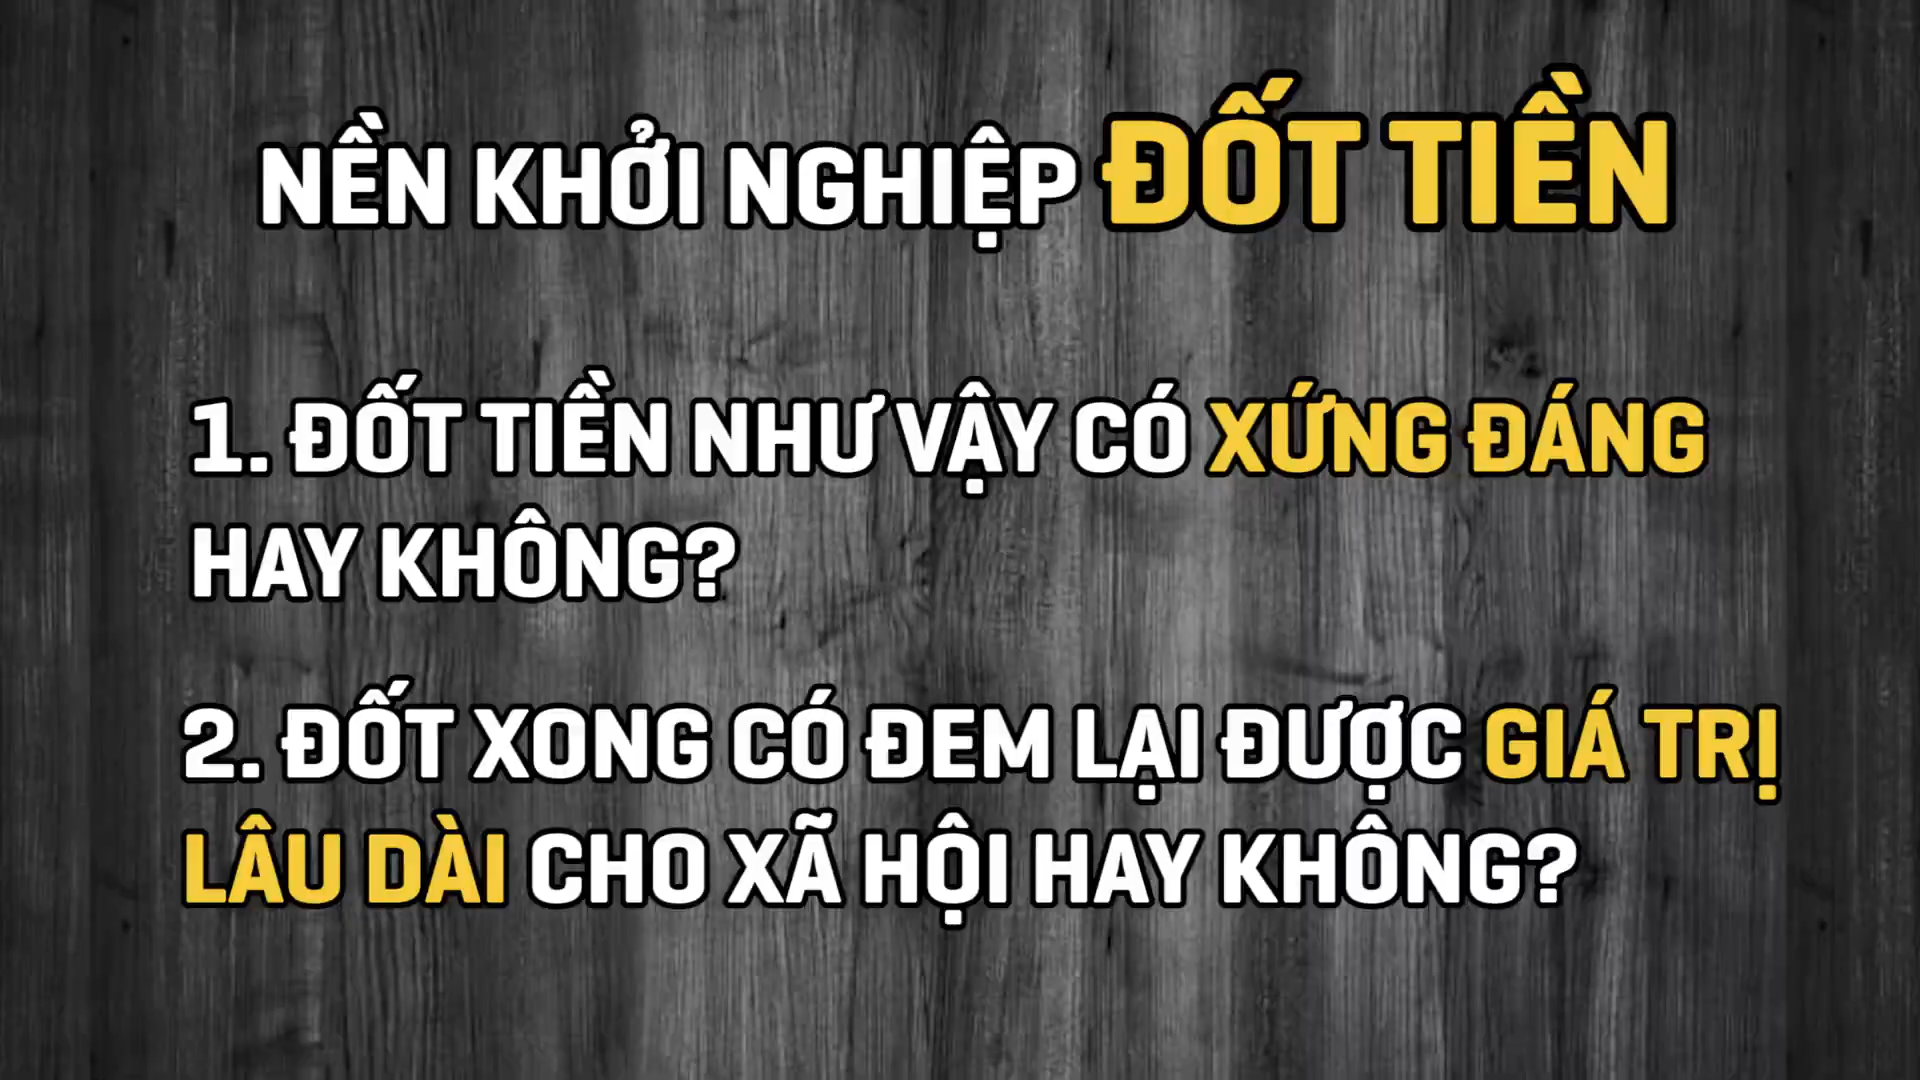 NỀN KHỞI NGHIỆP ĐỐT TIỀN
1. ĐỐT TIỀN NHƯ VẬY CÓ XỨNG ĐÁNG
HAY KHÔNG?
2. ĐỐT XONG CÓ ĐEM LẠI ĐƯỢC GIÁ TRỊ
LÂU DÀI CHO XÃ HỘI HAY KHÔNG?